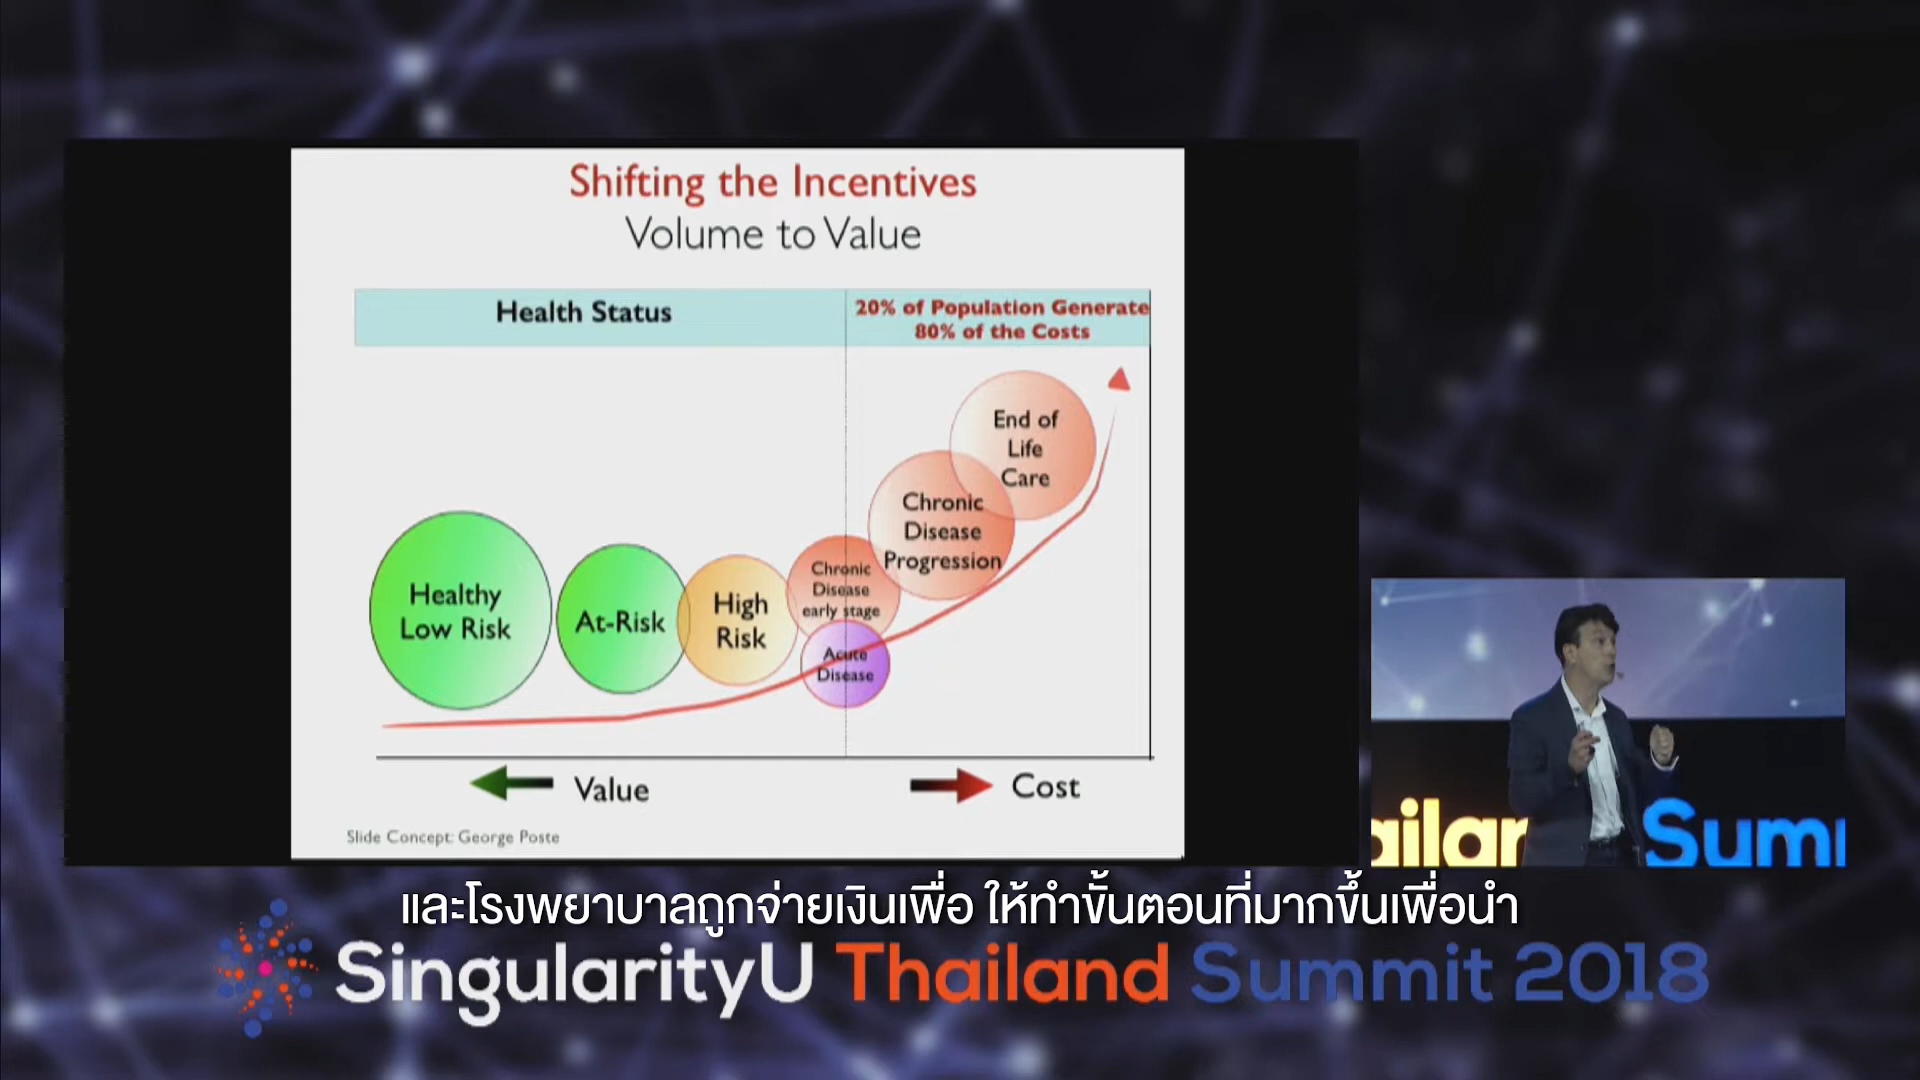 Shifting the Incentives
Volume to Value
Health Status
20% of Population Generate
80% of the Costs
End of
Life
Care
Chronic
Disease
Progression
Chronic
Disease
early stage
Healthy
Low Risk
At-Risk
High
Risk
Acute
Disease
Value
Cost
Slide Concept: George Poste
ailan
Summ
และโรงพยาบาลถูกจ่ายเงินเพื่อ ให้ทำขั้นตอนที่มากขึ้นเพื่อนำ
SingularityU Thailand Summit 2018